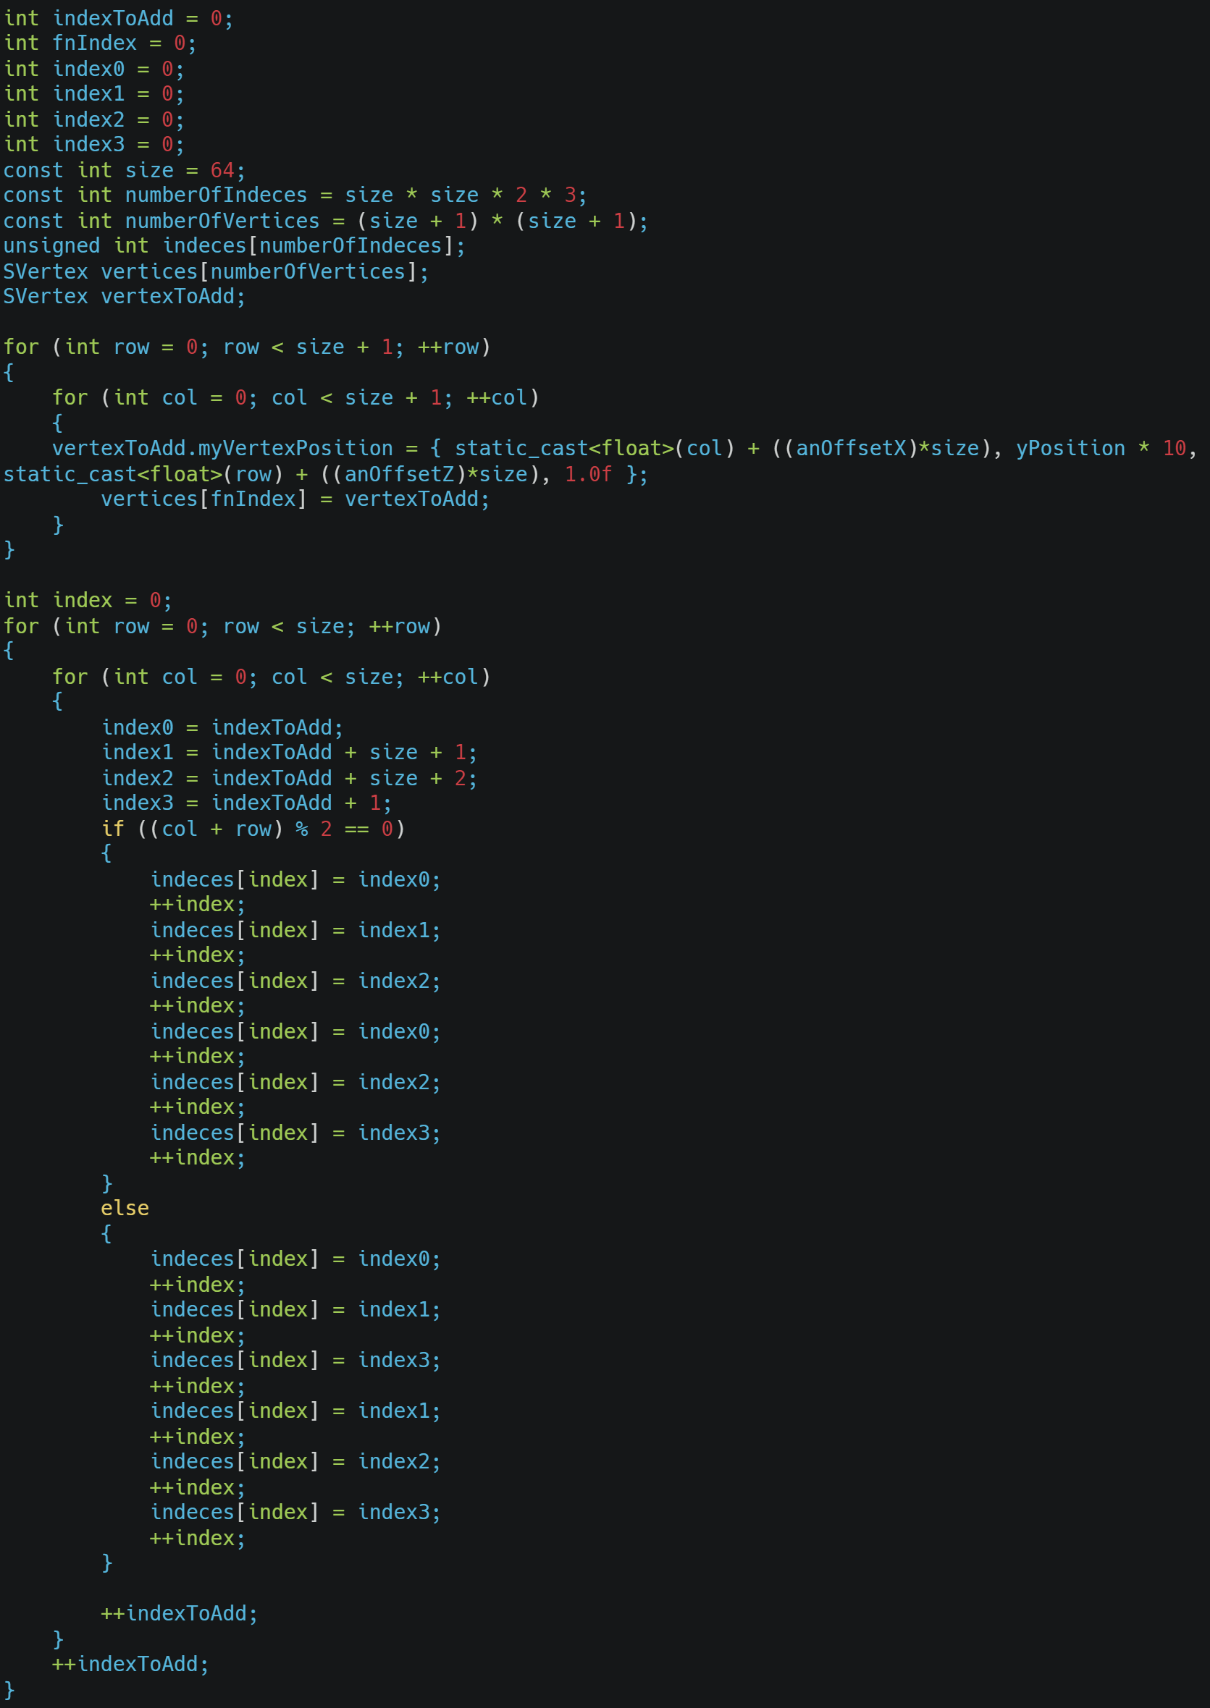 int indexToAdd = 0;
int fnIndex = 0;
int index0 = 0;
int index1 = 0;
int index2 = 0;
int index3 = 0;
const int size = 64;
const int numberOfIndeces = size * size * 2 * 3;
const int numberOfVertices = (size + 1) * (size + 1);
unsigned int indeces[numberOfIndeces];
SVertex vertices[numberOfVertices];
SVertex vertexToAdd;

for (int row = 0; row < size + 1; ++row)
{
    for (int col = 0; col < size + 1; ++col)
    {
    vertexToAdd.myVertexPosition = { static_cast<float>(col) + ((anOffsetX)*size), yPosition * 10,
static_cast<float>(row) + ((anOffsetZ)*size), 1.0f };
        vertices[fnIndex] = vertexToAdd;
    }
}

int index = 0;
for (int row = 0; row < size; ++row)
{
    for (int col = 0; col < size; ++col)
    {
        index0 = indexToAdd;
        index1 = indexToAdd + size + 1;
        index2 = indexToAdd + size + 2;
        index3 = indexToAdd + 1;
        if ((col + row) % 2 == 0)
        {
            indeces[index] = index0;
            ++index;
            indeces[index] = index1;
            ++index;
            indeces[index] = index2;
            ++index;
            indeces[index] = index0;
            ++index;
            indeces[index] = index2;
            ++index;
            indeces[index] = index3;
            ++index;
        }
        else
        {
            indeces[index] = index0;
            ++index;
            indeces[index] = index1;
            ++index;
            indeces[index] = index3;
            ++index;
            indeces[index] = index1;
            ++index;
            indeces[index] = index2;
            ++index;
            indeces[index] = index3;
            ++index;
        }

        ++indexToAdd;
    }
    ++indexToAdd;
}